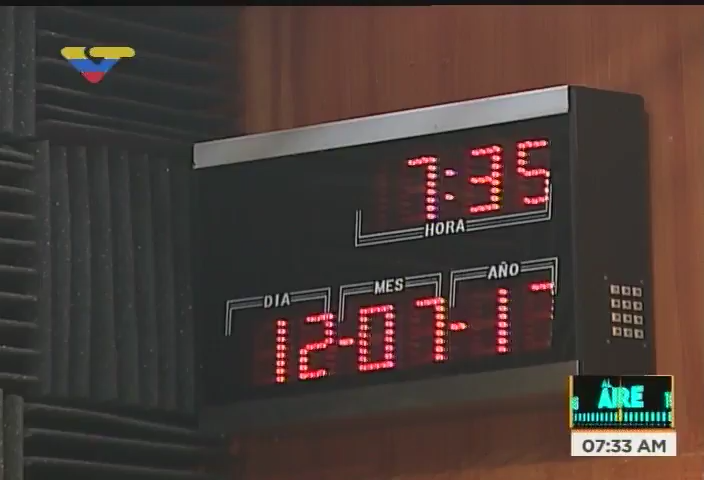 7:35
HORA
DIA MES AÑO
12-07-17
AL
AIRE
07:33 AM